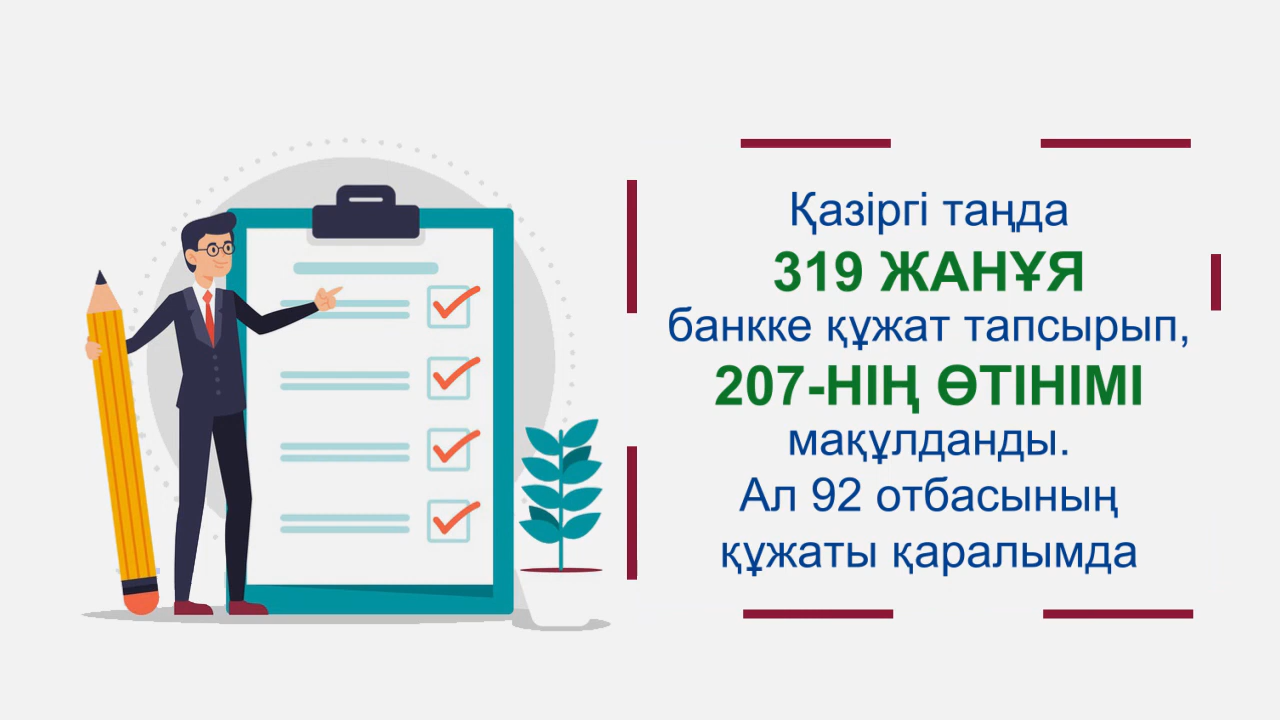 Қазіргі таңда
319 ЖАНҰЯ
банкке құжат тапсырып,
207-НІҢ ӨТІНІМІ
мақұлданды.
Ал 92 отбасының
құжаты қаралымда